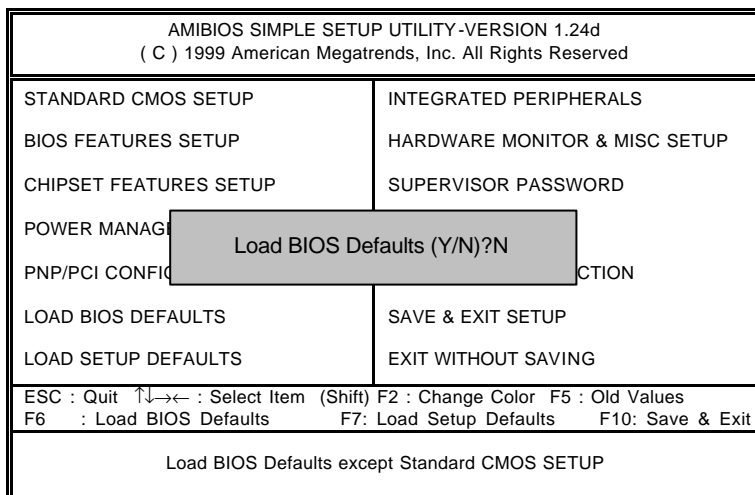 AMIBIOS SIMPLE SETUP UTILITY-VERSION 1.24d
( C ) 1999 American Megatrends, Inc. All Rights Reserved
STANDARD CMOS SETUP
BIOS FEATURES SETUP
CHIPSET FEATURES SETUP
POWER MANAG
PNP/PCI CONFI
LOAD BIOS DEFAULTS
LOAD SETUP DEFAULTS
INTEGRATED PERIPHERALS
HARDWARE MONITOR & MISC SETUP
SUPERVISOR PASSWORD
CTION
SAVE & EXIT SETUP
EXIT WITHOUT SAVING
Load BIOS Defaults (Y/N)?N
ESC : Quit ↑↓→← : Select Item (Shift) F2 : Change Color F5 : Old Values
F6 : Load BIOS Defaults F7: Load Setup Defaults F10: Save & Exit
Load BIOS Defaults except Standard CMOS SETUP